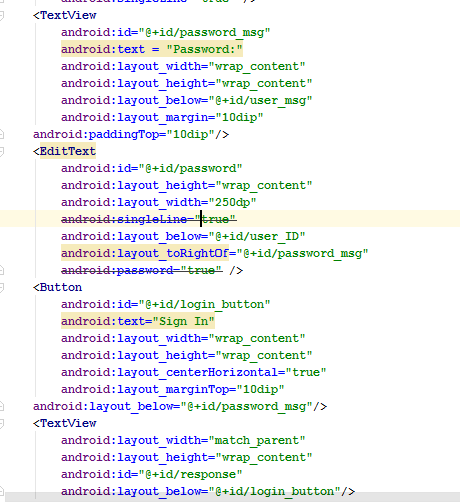 android:singleLine="true"
<TextView
android:id="@+id/password_msg"
android:text = "Password:"
android:layout_width="wrap_content"
android:layout_height="wrap_content"
android:layout_below="@+id/user_msg"
android:layout_margin="10dip"
android:paddingTop="10dip"/>
<EditText
android:id="@+id/password"
android:layout_height="wrap_content"
android:layout_width="250dp"
android:singleLine="true"
android:layout_below="@+id/user_ID"
android:layout_toRightOf="@+id/password_msg"
android:password="true" />
<Button
android:id="@+id/login_button"
android:text="Sign In"
android:layout_width="wrap_content"
android:layout_height="wrap_content"
android:layout_centerHorizontal="true"
android:layout_marginTop="10dip"
android:layout_below="@+id/password_msg"/>
<TextView
android:layout_width="match_parent"
android:layout_height="wrap_content"
android:id="@+id/response"
android:layout_below="@+id/login_button"/>